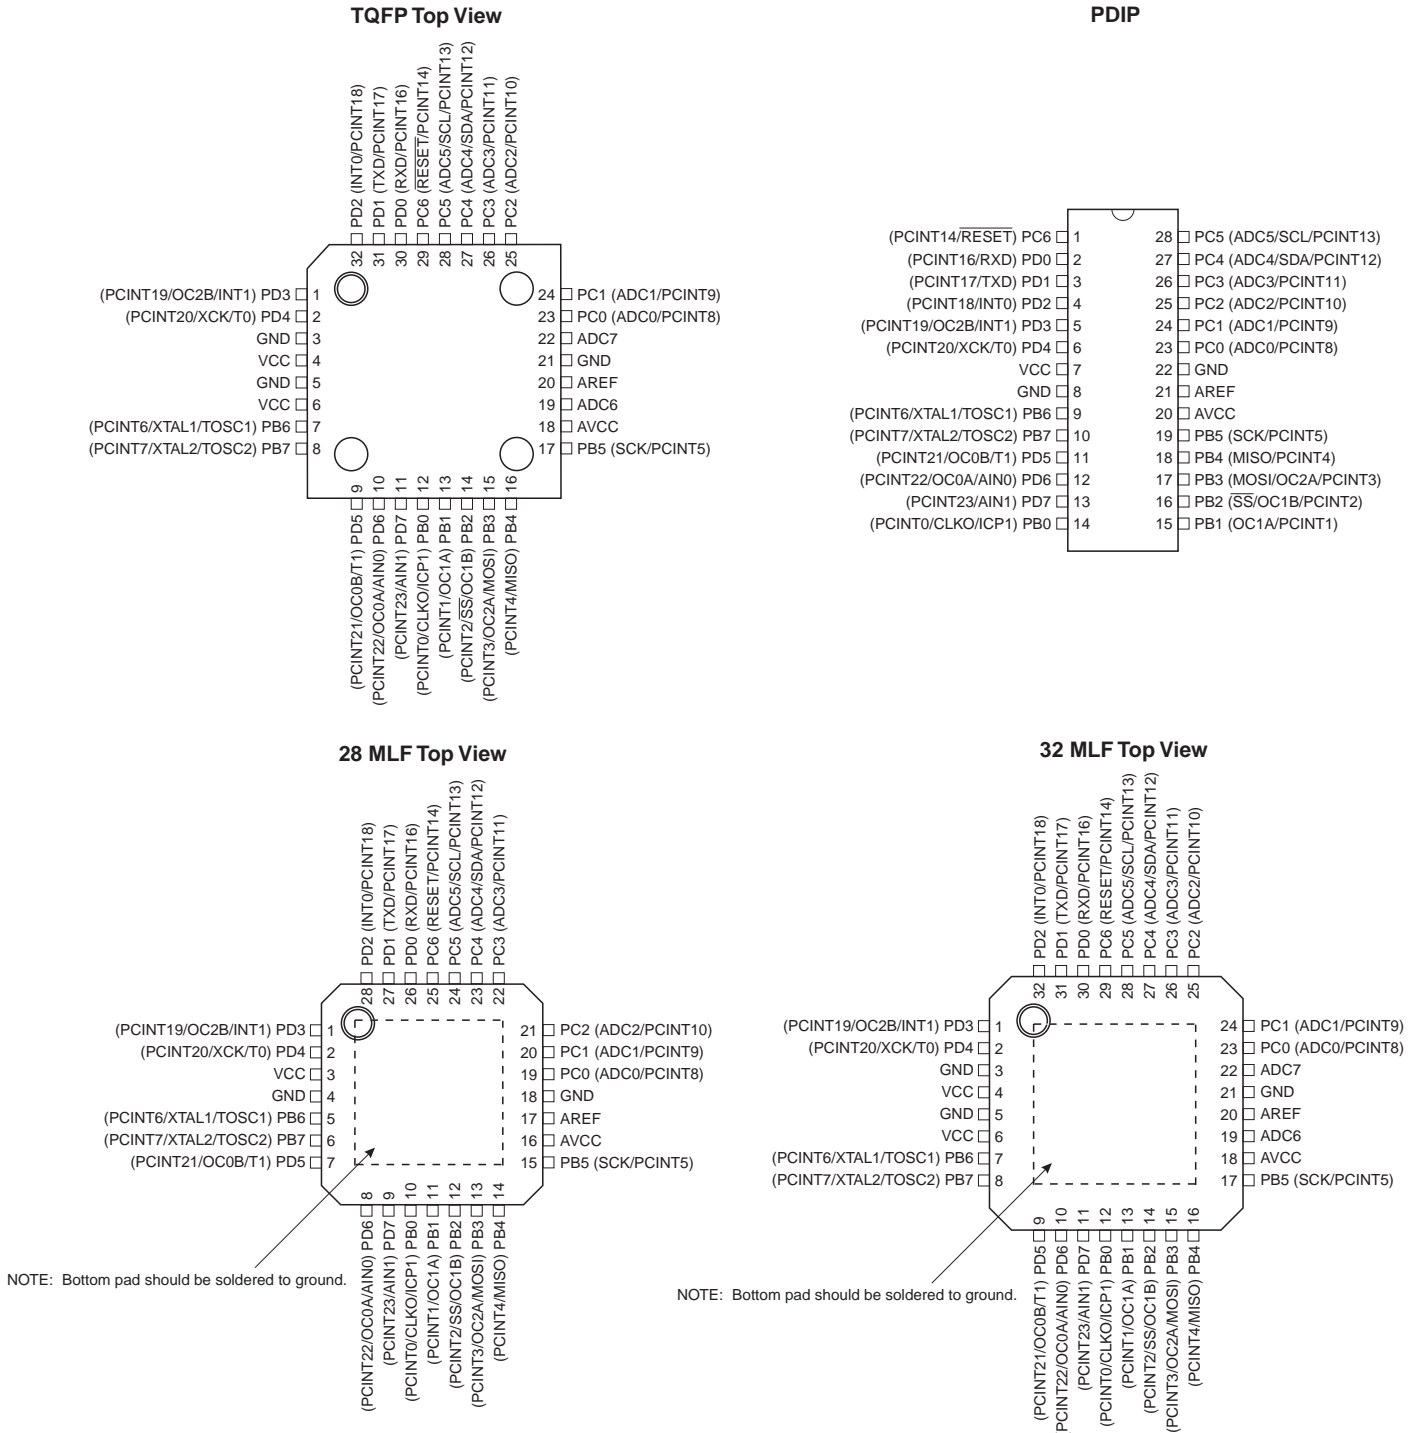 TQFP Top View
PD2 (INT0/PCINT18)
PD1 (TXD/PCINT17)
PD0 (RXD/PCINT16)
PC6 (RESET/PCINT14)
PC5 (ADC5/SCL/PCINT13)
PC4 (ADC4/SDA/PCINT12)
PC3 (ADC3/PCINT11)
PC2 (ADC2/PCINT10)
32 31 30 29 28 27 26 25
(PCINT19/OC2B/INT1) PD3 1
(PCINT20/XCK/T0) PD4 2
GND 3
VCC 4
GND 5
VCC 6
(PCINT6/XTAL1/TOSC1) PB6 7
(PCINT7/XTAL2/TOSC2) PB7 8
24 PC1 (ADC1/PCINT9)
23 PC0 (ADC0/PCINT8)
22 ADC7
21 GND
20 AREF
19 ADC6
18 AVCC
17 PB5 (SCK/PCINT5)
9 10 11 12 13 14 15 16
(PCINT21/OC0B/T1) PD5
(PCINT22/OC0A/AIN0) PD6
(PCINT23/AIN1) PD7
(PCINT0/CLKO/ICP1) PB0
(PCINT1/OC1A) PB1
(PCINT2/SS/OC1B) PB2
(PCINT3/OC2A/MOSI) PB3
(PCINT4/MISO) PB4
PDIP
(PCINT14/RESET) PC6 1
(PCINT16/RXD) PD0 2
(PCINT17/TXD) PD1 3
(PCINT18/INT0) PD2 4
(PCINT19/OC2B/INT1) PD3 5
(PCINT20/XCK/T0) PD4 6
VCC 7
GND 8
(PCINT6/XTAL1/TOSC1) PB6 9
(PCINT7/XTAL2/TOSC2) PB7 10
(PCINT21/OC0B/T1) PD5 11
(PCINT22/OC0A/AIN0) PD6 12
(PCINT23/AIN1) PD7 13
(PCINT0/CLKO/ICP1) PB0 14
28 PC5 (ADC5/SCL/PCINT13)
27 PC4 (ADC4/SDA/PCINT12)
26 PC3 (ADC3/PCINT11)
25 PC2 (ADC2/PCINT10)
24 PC1 (ADC1/PCINT9)
23 PC0 (ADC0/PCINT8)
22 GND
21 AREF
20 AVCC
19 PB5 (SCK/PCINT5)
18 PB4 (MISO/PCINT4)
17 PB3 (MOSI/OC2A/PCINT3)
16 PB2 (SS/OC1B/PCINT2)
15 PB1 (OC1A/PCINT1)
28 MLF Top View
PD2 (INT0/PCINT18)
PD1 (TXD/PCINT17)
PD0 (RXD/PCINT16)
PC6 (RESET/PCINT14)
PC5 (ADC5/SCL/PCINT13)
PC4 (ADC4/SDA/PCINT12)
PC3 (ADC3/PCINT11)
28 27 26 25 24 23 22
(PCINT19/OC2B/INT1) PD3 1
(PCINT20/XCK/T0) PD4 2
VCC 3
GND 4
(PCINT6/XTAL1/TOSC1) PB6 5
(PCINT7/XTAL2/TOSC2) PB7 6
(PCINT21/OC0B/T1) PD5 7
21 PC2 (ADC2/PCINT10)
20 PC1 (ADC1/PCINT9)
19 PC0 (ADC0/PCINT8)
18 GND
17 AREF
16 AVCC
15 PB5 (SCK/PCINT5)
8 9 10 11 12 13 14
(PCINT22/OC0A/AIN0) PD6
(PCINT23/AIN1) PD7
(PCINT0/CLKO/ICP1) PB0
(PCINT1/OC1A) PB1
(PCINT2/SS/OC1B) PB2
(PCINT3/OC2A/MOSI) PB3
(PCINT4/MISO) PB4
NOTE: Bottom pad should be soldered to ground.
32 MLF Top View
PD2 (INT0/PCINT18)
PD1 (TXD/PCINT17)
PD0 (RXD/PCINT16)
PC6 (RESET/PCINT14)
PC5 (ADC5/SCL/PCINT13)
PC4 (ADC4/SDA/PCINT12)
PC3 (ADC3/PCINT11)
PC2 (ADC2/PCINT10)
32 31 30 29 28 27 26 25
(PCINT19/OC2B/INT1) PD3 1
(PCINT20/XCK/T0) PD4 2
GND 3
VCC 4
GND 5
VCC 6
(PCINT6/XTAL1/TOSC1) PB6 7
(PCINT7/XTAL2/TOSC2) PB7 8
24 PC1 (ADC1/PCINT9)
23 PC0 (ADC0/PCINT8)
22 ADC7
21 GND
20 AREF
19 ADC6
18 AVCC
17 PB5 (SCK/PCINT5)
9 10 11 12 13 14 15 16
(PCINT21/OC0B/T1) PD5
PCINT22/OC0A/AIN0) PD6
(PCINT23/AIN1) PD7
(PCINT0/CLKO/ICP1) PB0
(PCINT1/OC1A) PB1
(PCINT2/SS/OC1B) PB2
PCINT3/OC2A/MOSI) PB3
(PCINT4/MISO) PB4
NOTE: Bottom pad should be soldered to ground.